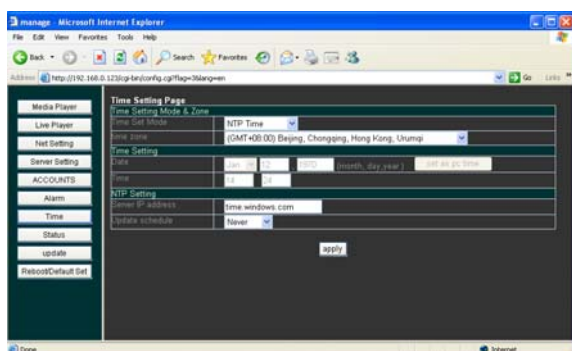 manage - Microsoft Internet Explorer
File Edit View Favorites Tools Help
Back Search Favorites
Address http://192.168.0.123/cgi-bin/config.cgi?flag=3&lang=en Go Links »
Media Player
Live Player
Net Setting
Server Setting
ACCOUNTS
Alarm
Time
Status
update
Reboot/Default Set
Time Setting Page
Time Setting Mode & Zone
Time Set Mode NTP Time
time zone (GMT+08:00) Beijing, Chongqing, Hong Kong, Urumqi
Time Setting
Date Jan 12 1970 (month, day,year) set as pc time
Time 14 24
NTP Setting
Server IP address time.windows.com
Update schedule Never
apply
Done Internet